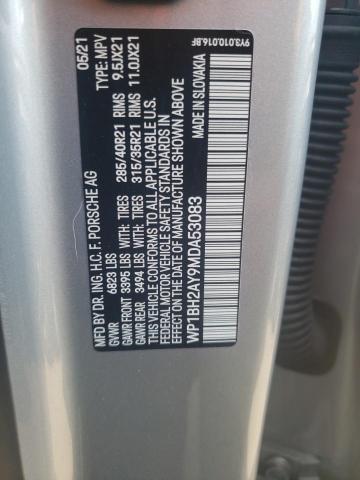 MFD BY DR. ING. H.C. F. PORSCHE AG 05/21
GVWR 6823 LBS TYPE: MPV
GAWR FRONT 3395 LBS WITH: TIRES 285/40R21 RIMS 9.5JX21
GAWR REAR 3494 LBS WITH: TIRES 315/35R21 RIMS 11.0JX21
THIS VEHICLE CONFORMS TO ALL APPLICABLE U.S.
FEDERAL MOTOR VEHICLE SAFETY STANDARDS IN
EFFECT ON THE DATE OF MANUFACTURE SHOWN ABOVE
WP1BH2AY9MDA53083 MADE IN SLOVAKIA
9Y3.010.016.BF